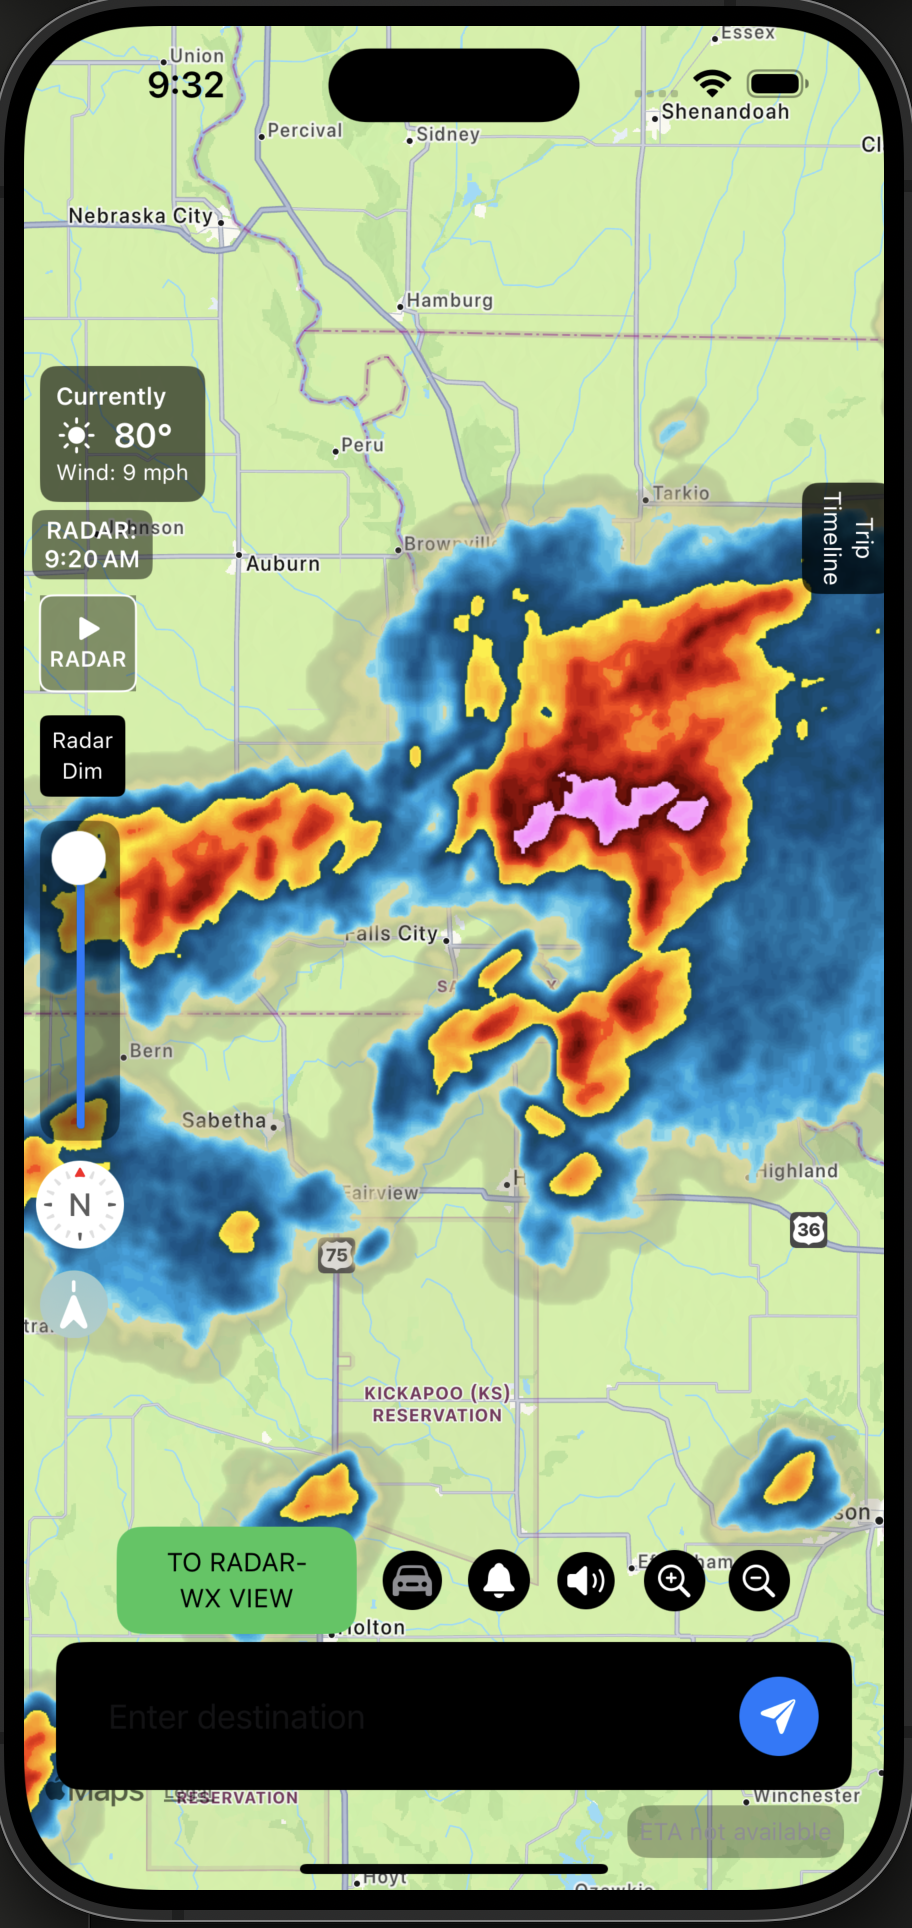 Essex
Union
9:32
Shenandoah
Percival
Sidney
Cl
Nebraska City
Hamburg
Currently
80°
Wind: 9 mph
Peru
Tarkio
Trip
Timeline
RADAR:
9:20 AM
Auburn
RADAR
Radar
Dim
Falls City
Bern
Sabetha
Highland
N
Fairview
36
75
KICKAPOO (KS)
RESERVATION
son
TO RADAR-
WX VIEW
Holton
Enter destination
Maps
RESERVATION
Winchester
ETA not available
Hoyt